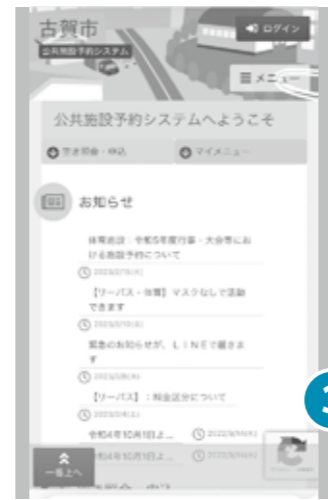 古賀市
公共施設予約システム
ログイン
メニュー
公共施設予約システムへようこそ
空き照会・申込
マイメニュー
お知らせ
体育施設：令和5年度行事・大会等にお
ける施設予約について
【リーパス・体育】マスクなしで活動
できます
緊急のお知らせが、LINEで届きま
す
【リーパス】：料金区分について
令和4年10月1日よ...
令和4年10月1日よ...
一番上へ